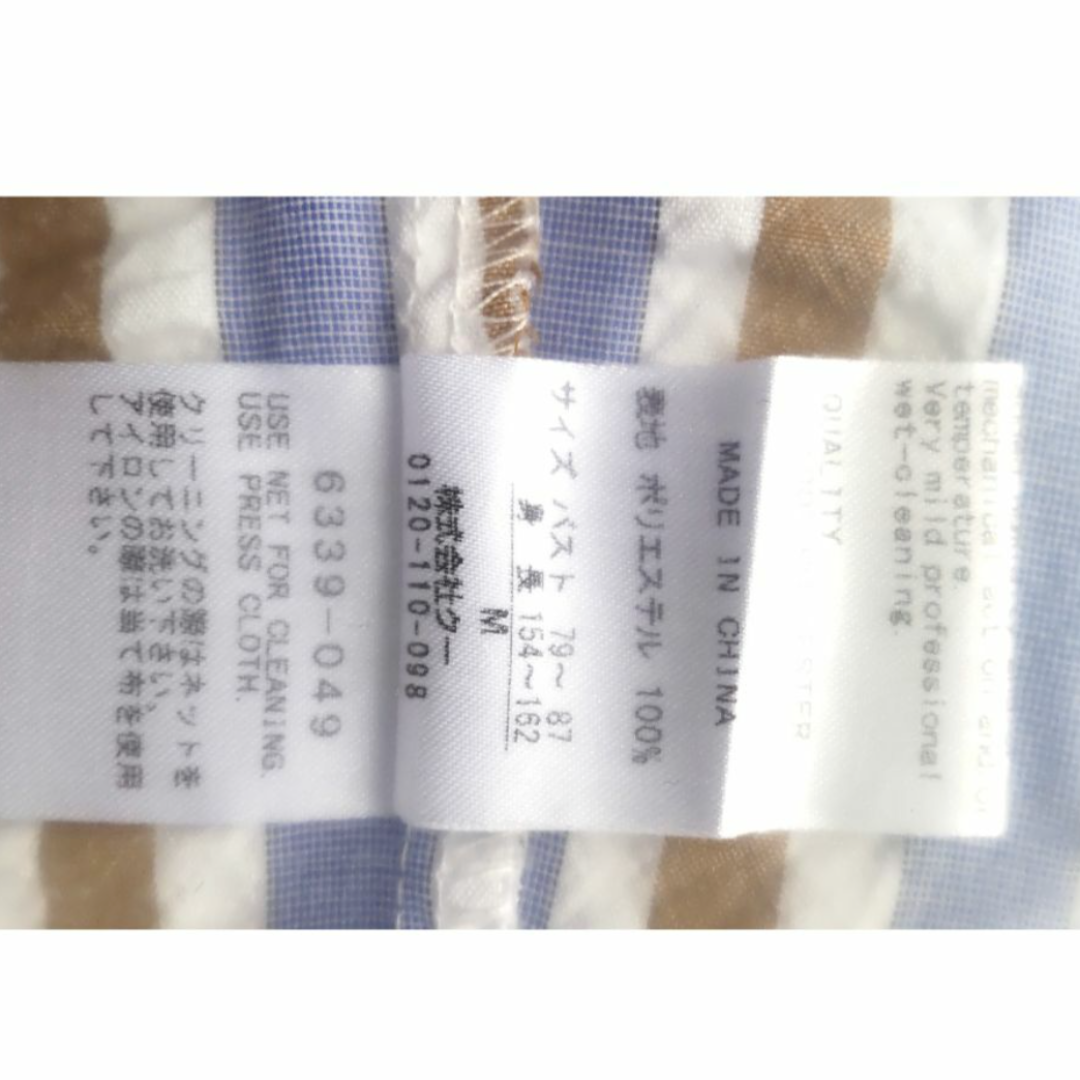 temperature.
Very mild professional
wet-cleaning.
QUALITY
MADE IN CHINA
表地 ポリエステル 100%
サイズ バスト 79～ 87
身 長 154～162
M
株式会社クー
0120-110-098
6339-049
USE NET FOR CLEANING.
USE PRESS CLOTH.
クリーニングの際はネットを
使用してお洗い下さい。
アイロンの際は当て布を使用
して下さい。